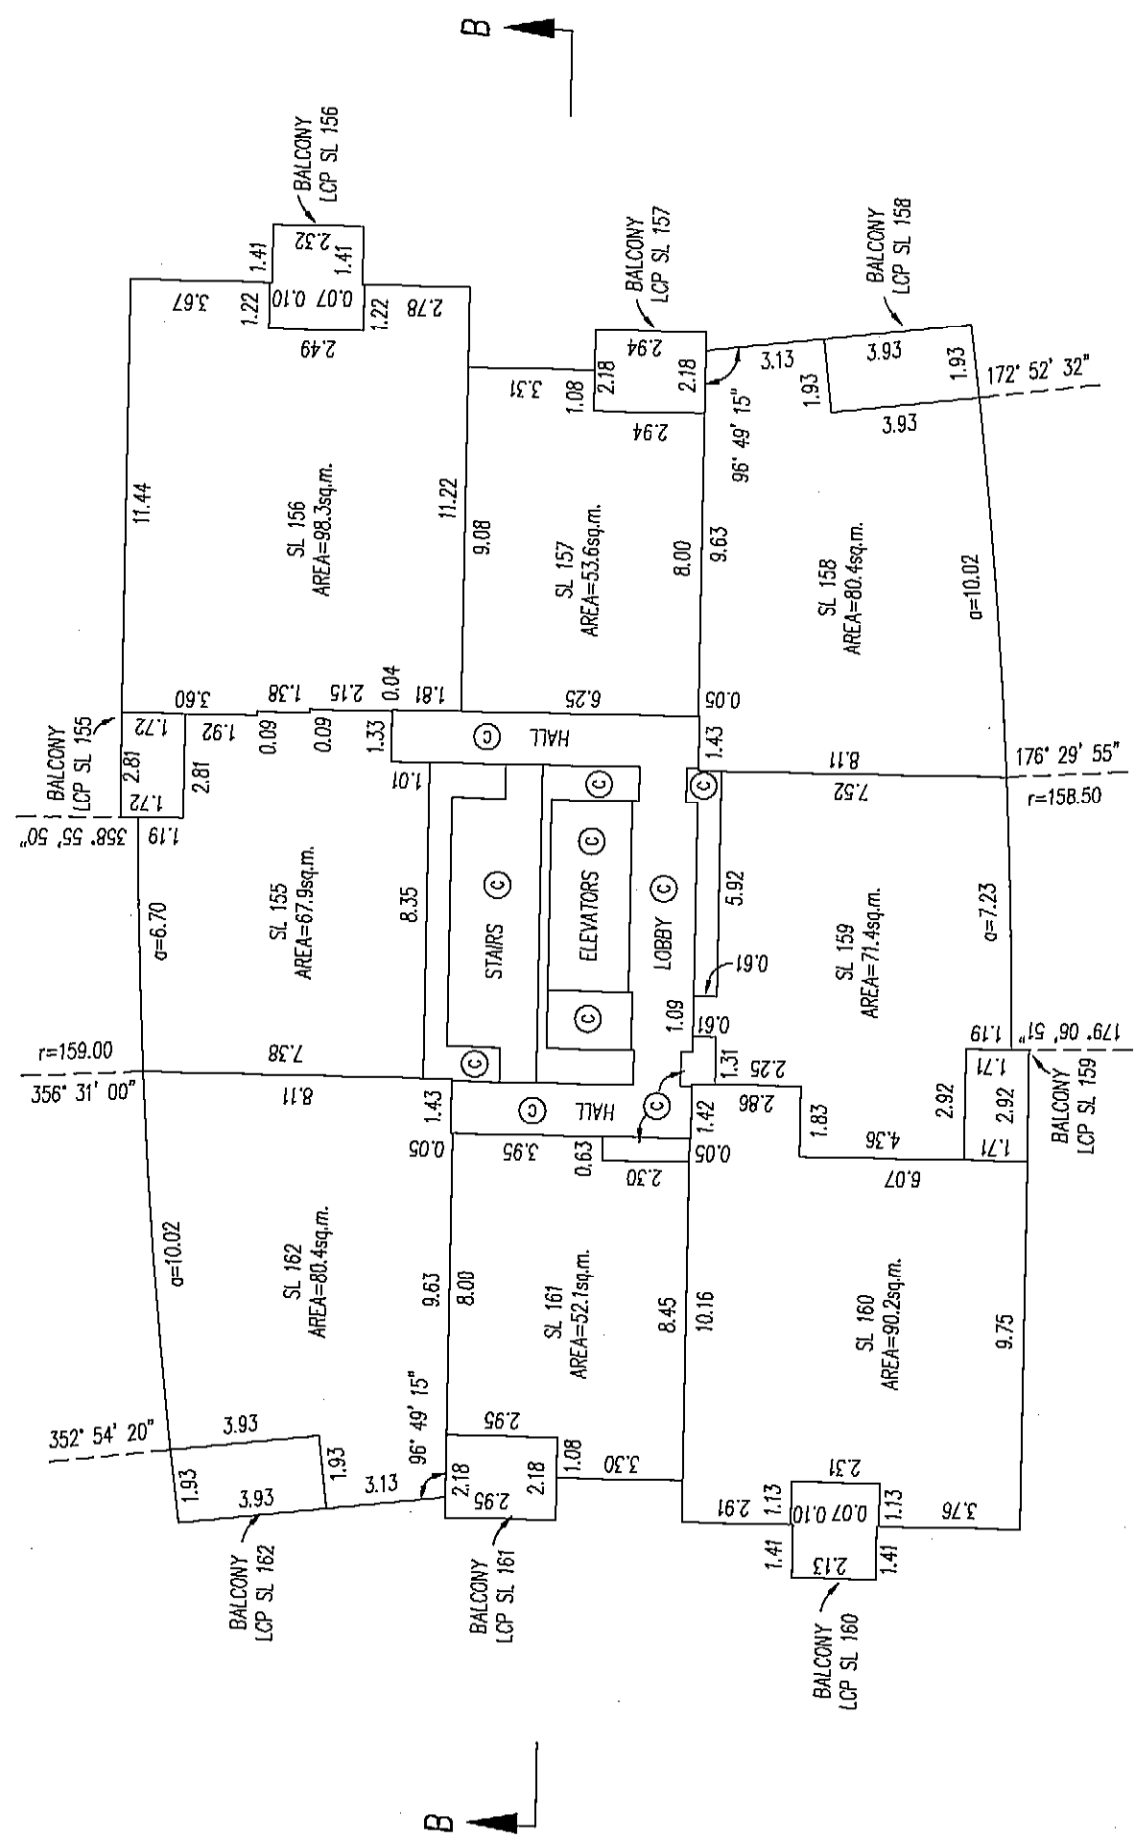 B
BALCONY
LCP SL 156
2.32
1.41
1.41
0.10
0.07
1.22
1.22
3.67
2.78
2.49
11.44
SL 156
AREA=98.3sq.m.
11.22
3.60
1.38
2.15
0.04
1.81
BALCONY
LCP SL 157
2.94
2.18
2.18
2.94
3.31
1.08
9.08
SL 157
AREA=53.6sq.m.
8.00
6.25
BALCONY
LCP SL 158
3.93
1.93
1.93
3.93
3.13
96° 49' 15"
172° 52' 32"
9.63
SL 158
AREA=80.4sq.m.
a=10.02
0.05
1.43
8.11
176° 29' 55"
r=158.50
BALCONY
LCP SL 155
1.72
2.81
1.72
2.81
1.92
0.09
0.09
1.33
1.01
358° 55' 50"
1.19
a=6.70
SL 155
AREA=67.9sq.m.
8.35
7.38
r=159.00
356° 31' 00"
HALL
C
C
C
STAIRS
C
ELEVATORS
C
LOBBY
C
C
C
HALL
C
C
7.52
5.92
0.61
0.61
1.09
1.31
SL 159
AREA=71.4sq.m.
a=7.23
2.25
2.86
1.83
4.36
6.07
1.19
179° 06' 51"
1.71
2.92
2.92
1.71
BALCONY
LCP SL 159
8.11
1.43
0.05
a=10.02
SL 162
AREA=80.4sq.m.
9.63
352° 54' 20"
3.93
1.93
1.93
3.93
3.13
96° 49' 15"
BALCONY
LCP SL 162
3.95
0.63
2.30
8.00
SL 161
AREA=52.1sq.m.
8.45
2.95
2.18
2.18
2.95
1.08
3.30
BALCONY
LCP SL 161
1.42
0.05
10.16
SL 160
AREA=90.2sq.m.
9.75
2.91
2.31
1.13
1.13
0.10
0.07
3.76
1.41
1.41
2.13
BALCONY
LCP SL 160
B